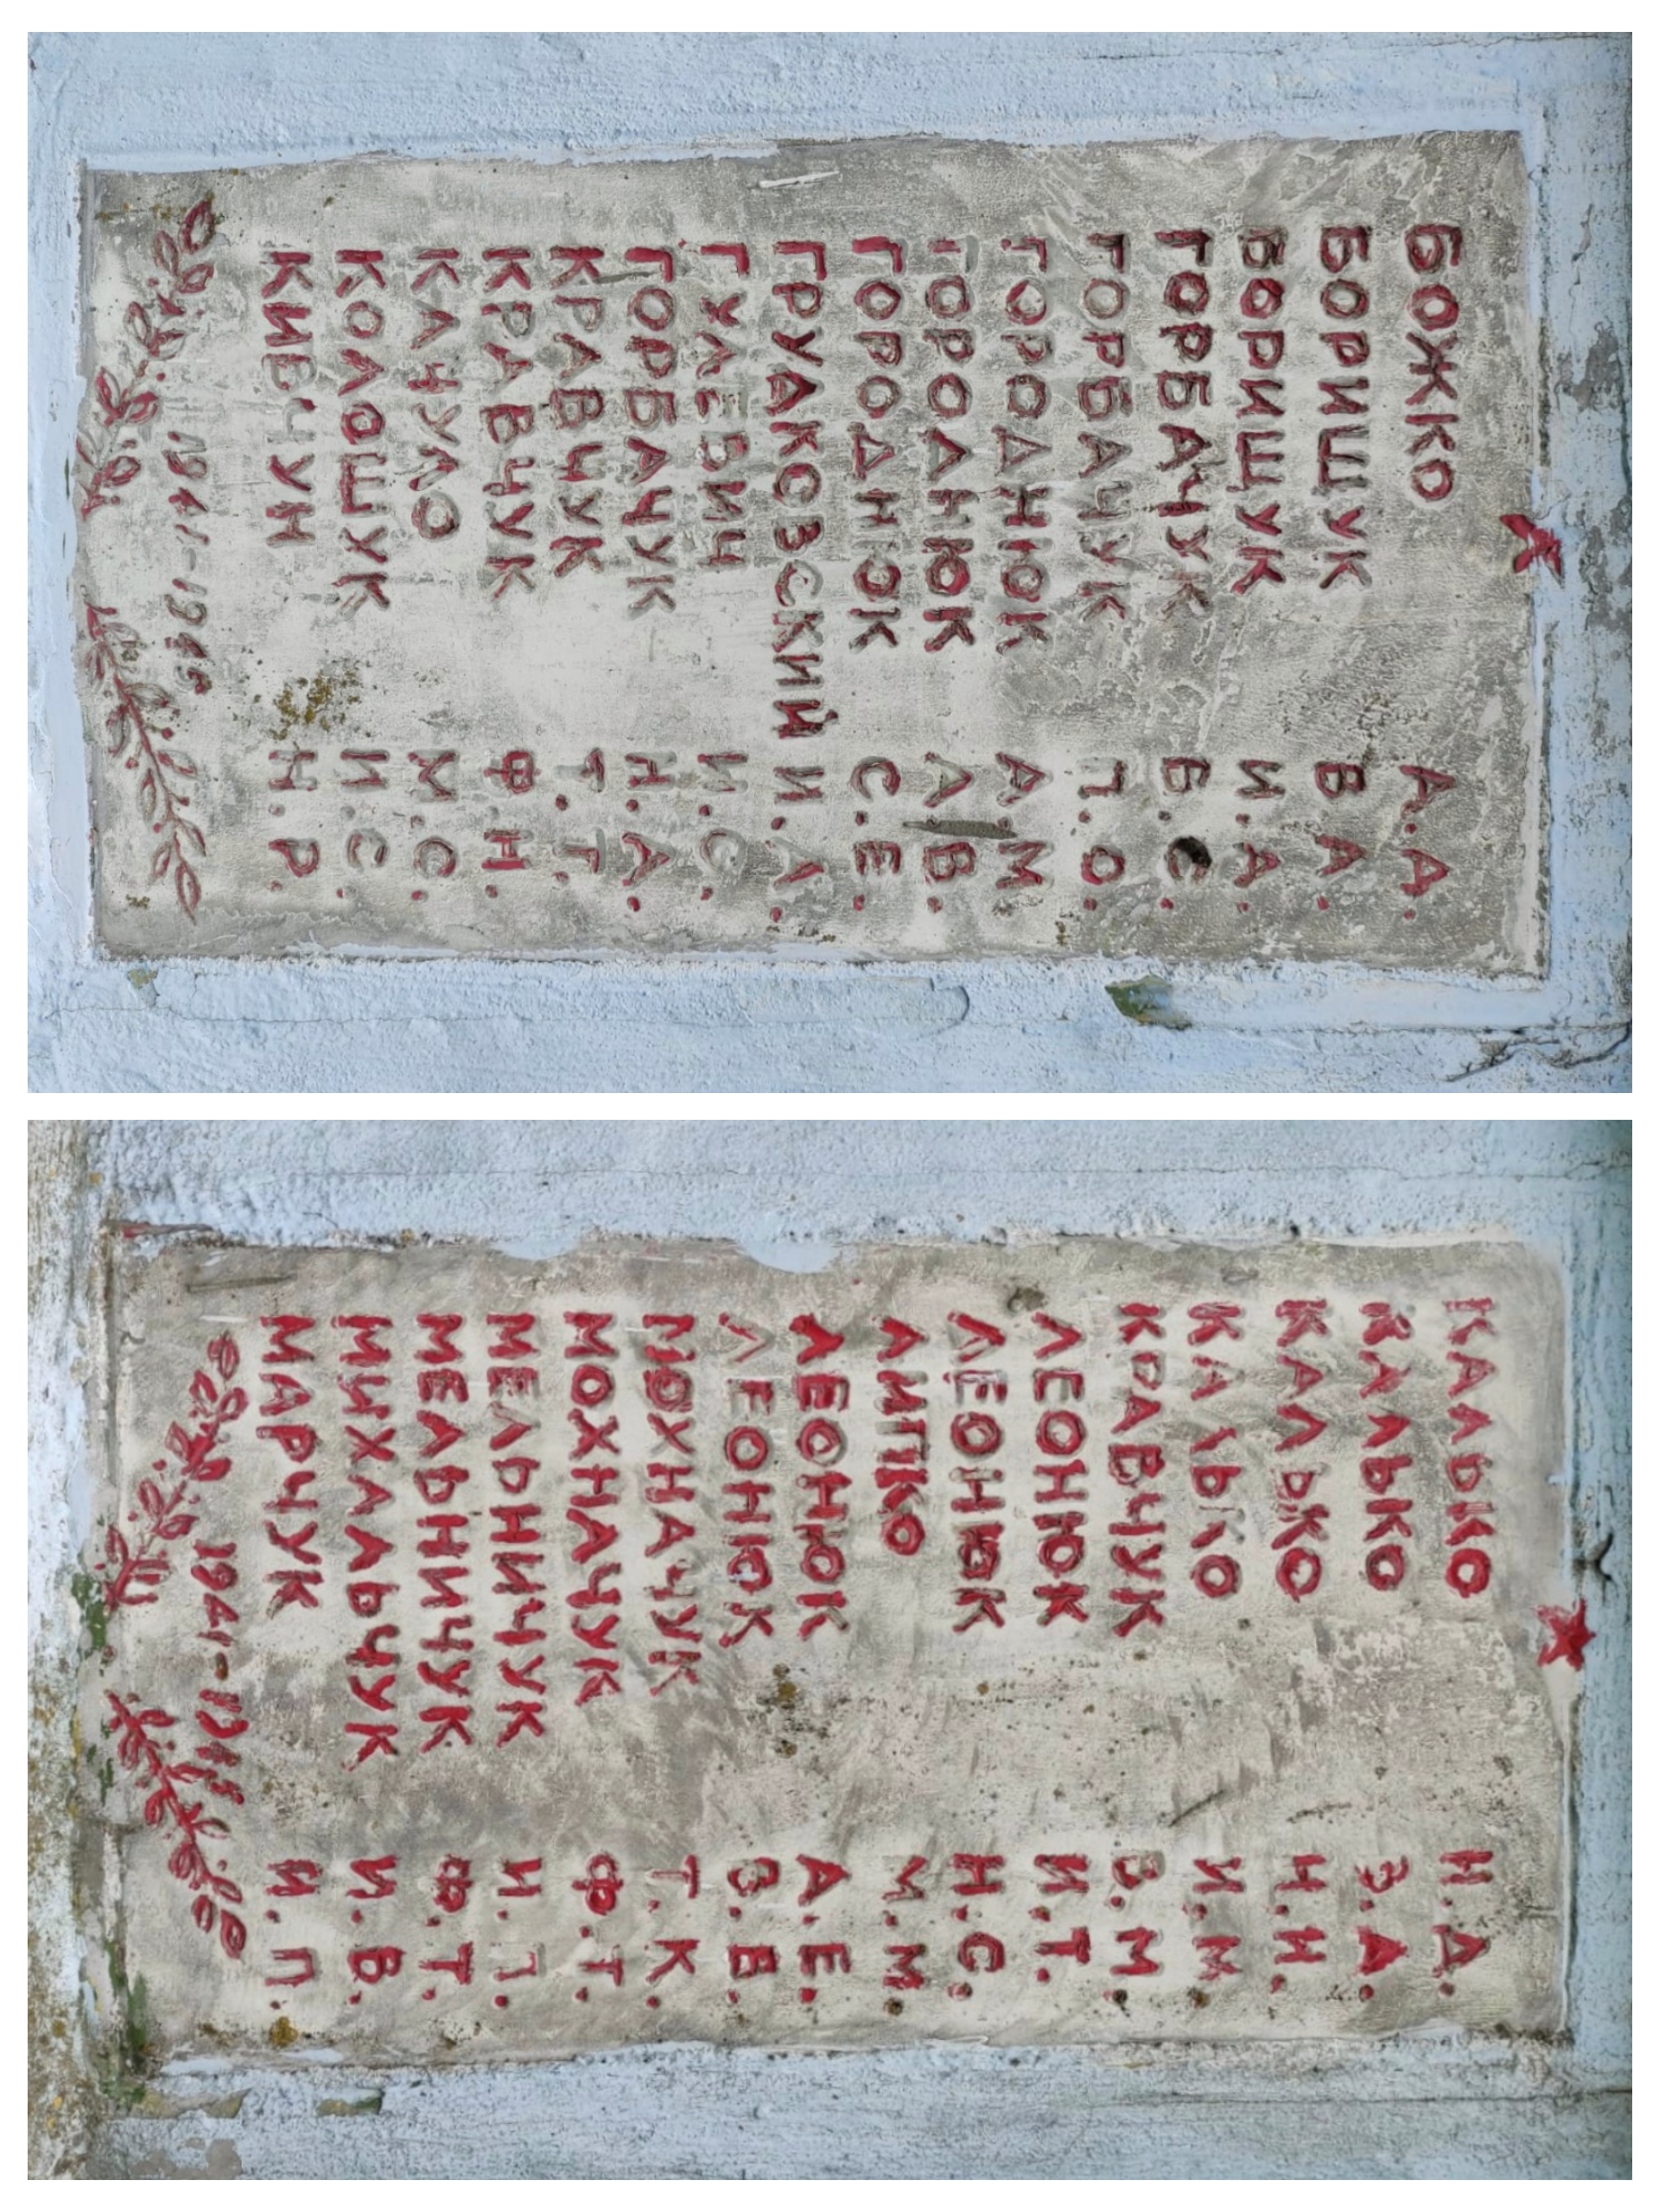 БОЖКО А.Д.
БОРИЩУК В.А.
БОРИЩУК И.А.
ГОРБАЧУК Б.С.
ГОРБАЧУК П.О.
ГОРОДНЮК А.М.
ГОРОДНЮК А.В.
ГОРОДНЮК С.Е.
ГРУДКОВСКИЙ И.А.
ГУЛЕВИЧ И.С.
ГОРБАЧУК Н.А.
КРАВЧУК Т.Т.
КРАВЧУК Ф.Н.
КАЧУЛО М.С.
КОЛОШУК И.С.
КИВЧУН Н.Р.
1941-1945
КАЛЬКО Н.Д.
КАЛЬКО З.А.
КАЛЬКО Н.
КАЛЬКО И.М.
КРАВЧУК В.М.
ЛЕОНЮК И.Т.
ЛЕОНЮК Н.С.
ЛИПКО М.М.
ЛЕОНЮК А.Е.
ЛЕОНЮК В.Е.
МОХНАЧУК Т.К.
МОХНАЧУК Ф.Т.
МЕЛЬНИЧУК И.П.
МЕЛЬНИЧУК Ф.Т.
МИХАЛЬЧУК И.В.
МАРЧУК И.П.
1941-1945